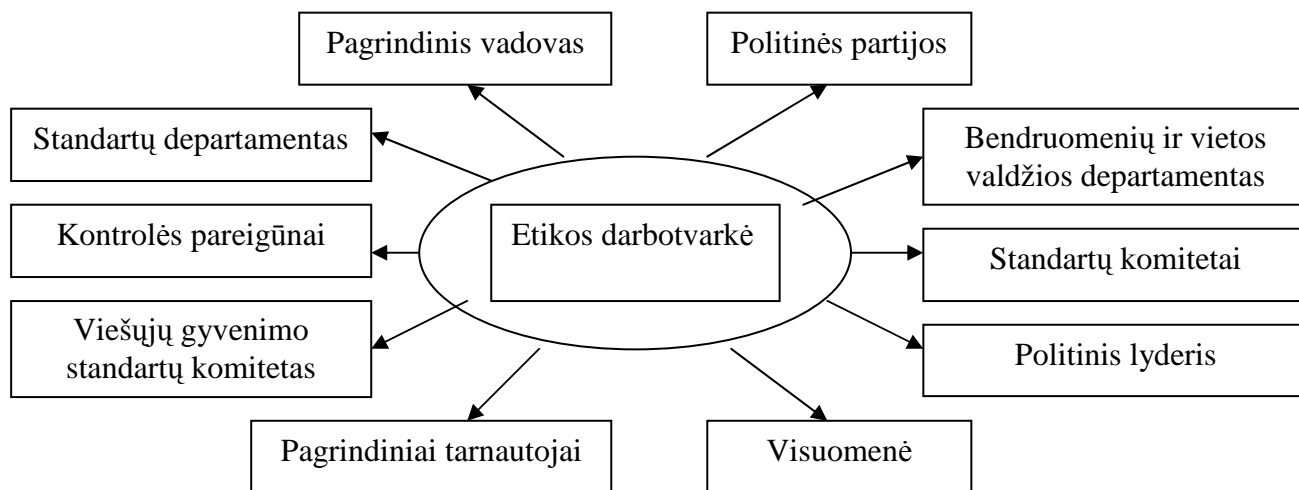 Pagrindinis vadovas
Politinės partijos
Standartų departamentas
Bendruomenių ir vietos
valdžios departamentas
Kontrolės pareigūnai
Etikos darbotvarkė
Standartų komitetai
Viešųjų gyvenimo
standartų komitetas
Politinis lyderis
Pagrindiniai tarnautojai
Visuomenė